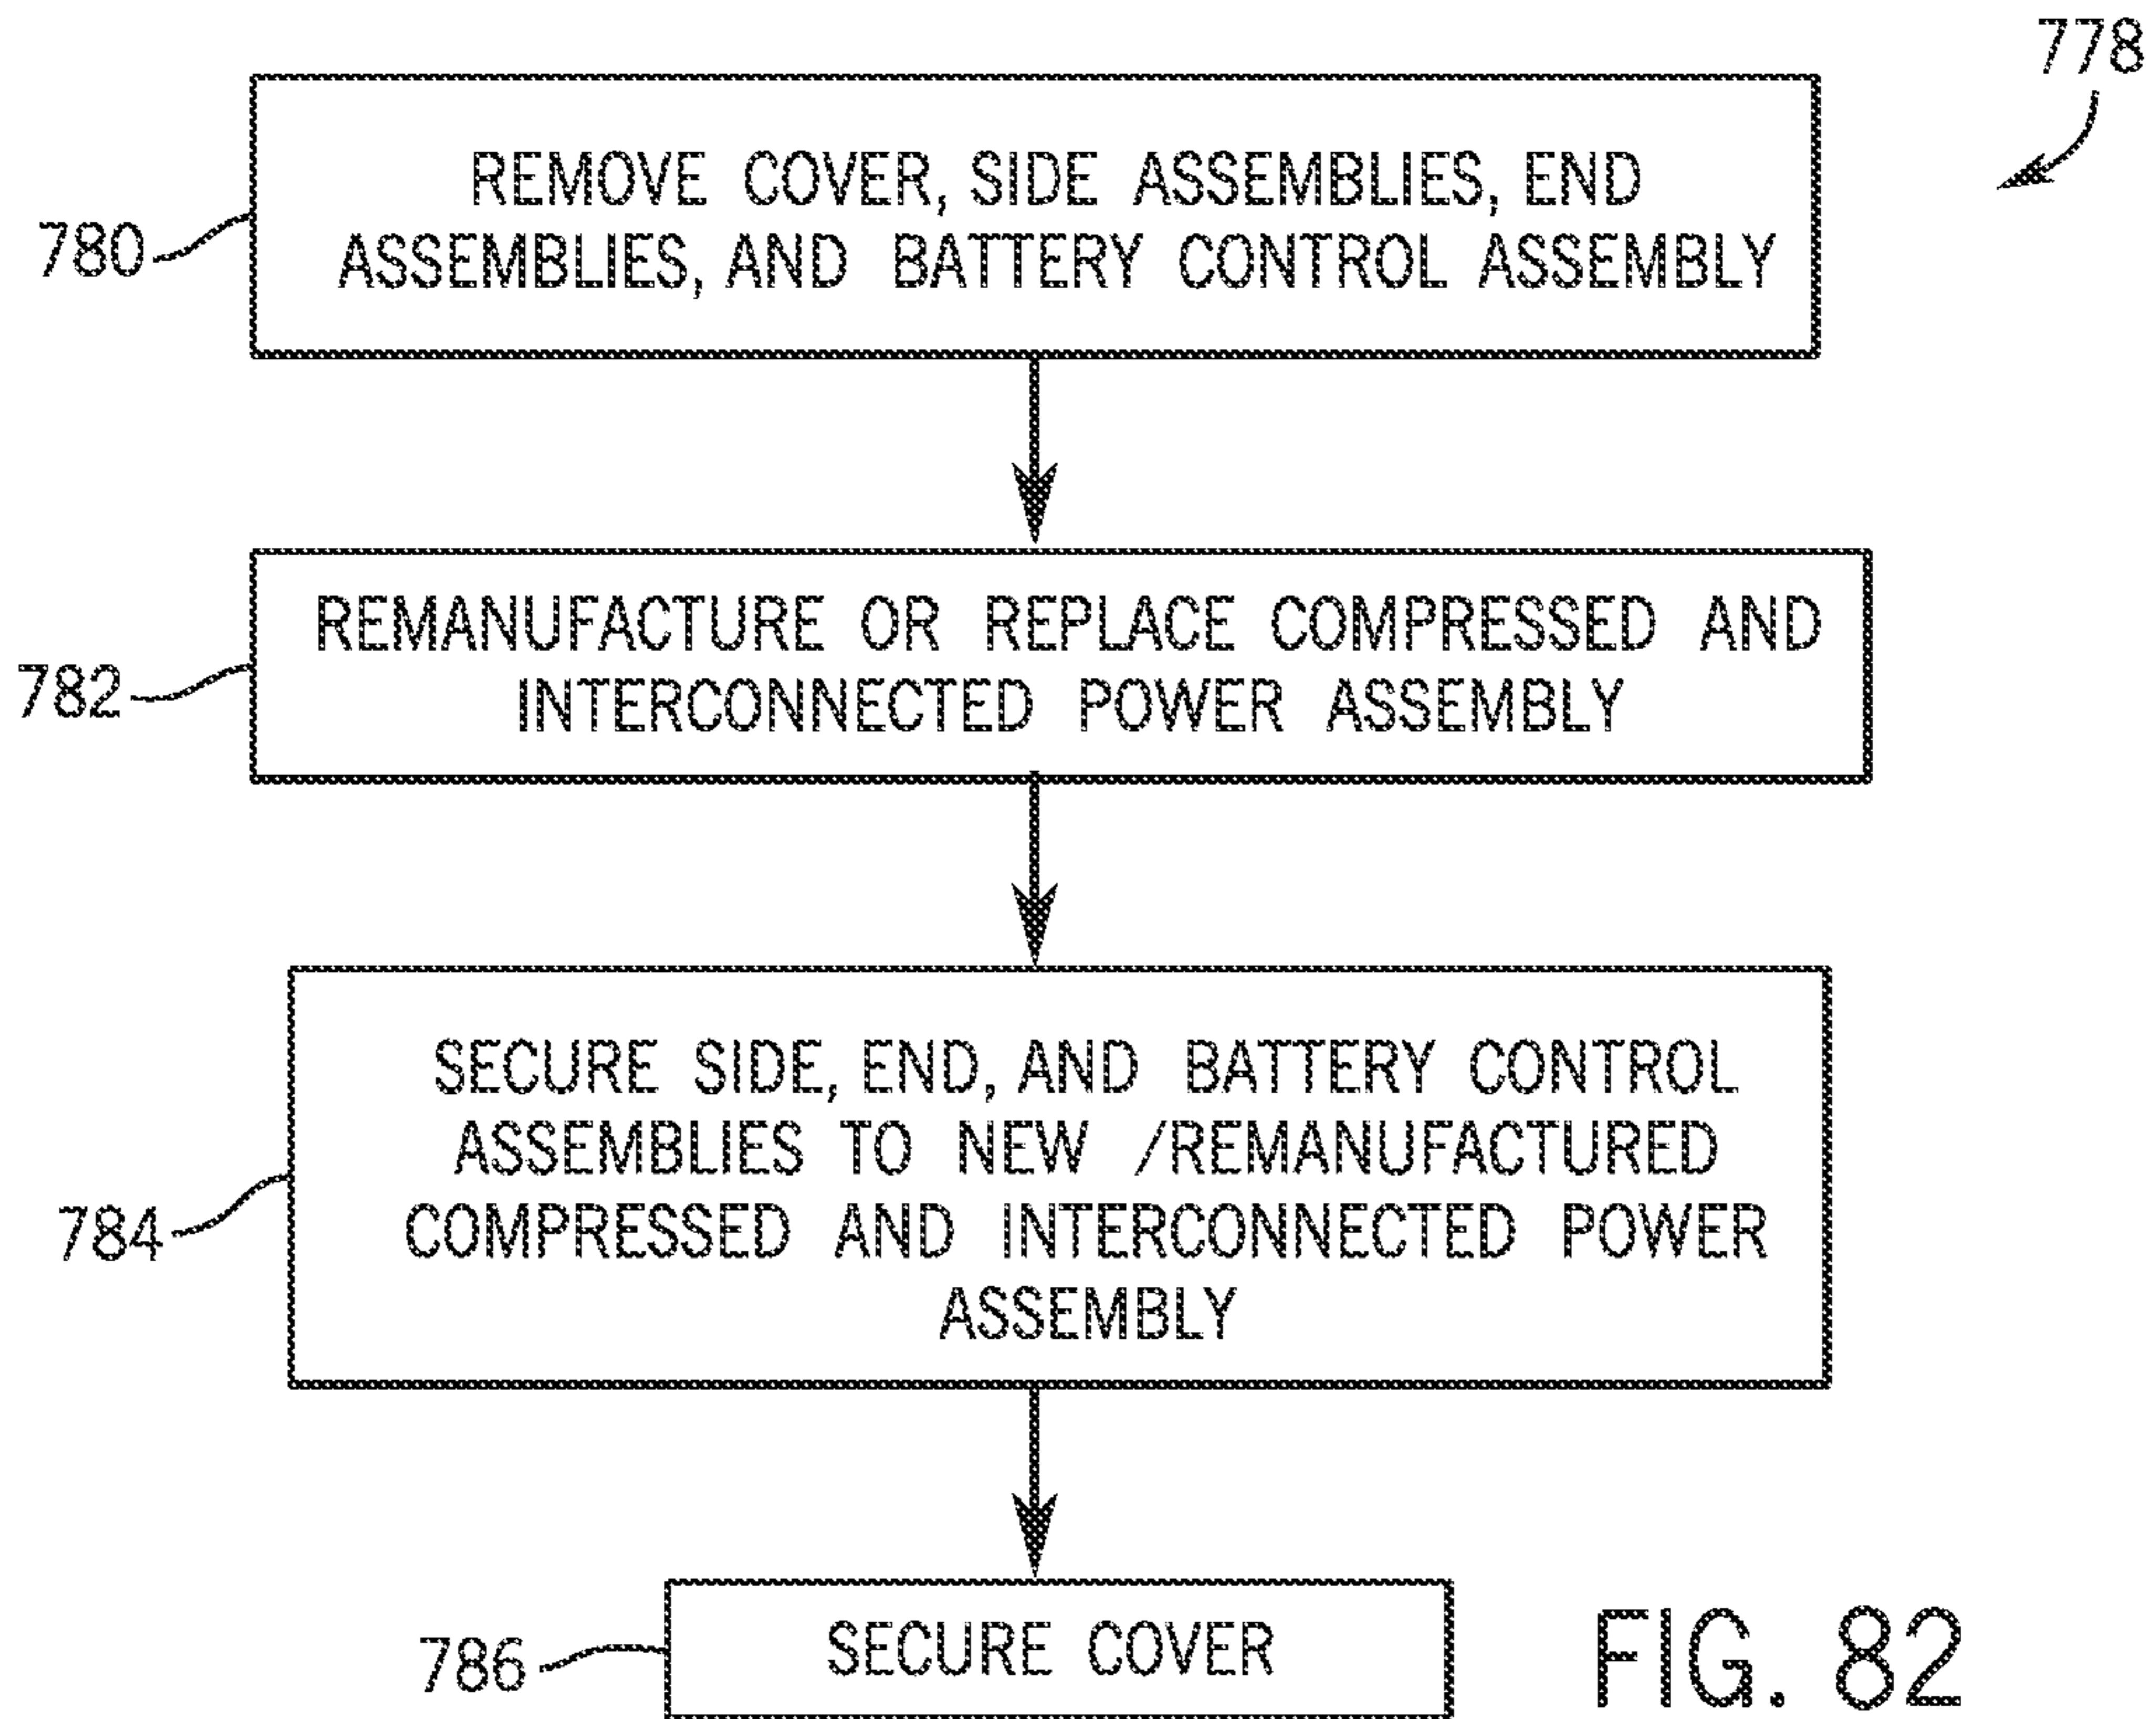 778
REMOVE COVER, SIDE ASSEMBLIES, END
ASSEMBLIES, AND BATTERY CONTROL ASSEMBLY
780
REMANUFACTURE OR REPLACE COMPRESSED AND
INTERCONNECTED POWER ASSEMBLY
782
SECURE SIDE, END, AND BATTERY CONTROL
ASSEMBLIES TO NEW /REMANUFACTURED
COMPRESSED AND INTERCONNECTED POWER
ASSEMBLY
784
SECURE COVER
786
FIG. 82